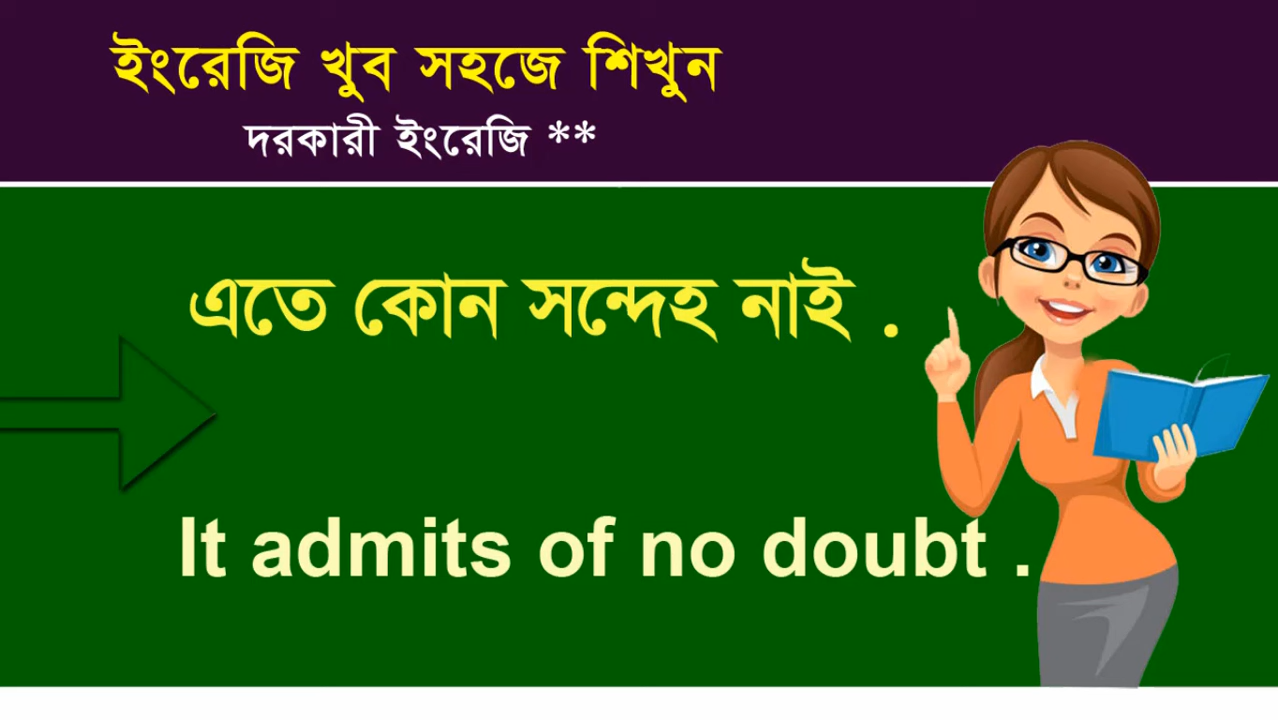 ইংরেজি খুব সহজে শিখুন
দরকারী ইংরেজি **
এতে কোন সন্দেহ নাই .
It admits of no doubt .